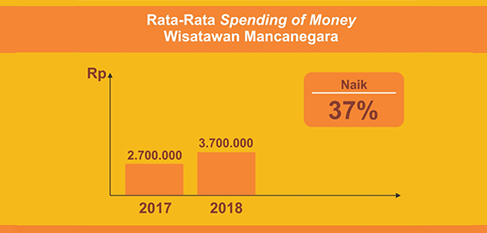 Rata-Rata Spending of Money
Wisatawan Mancanegara
Rp
Naik
37%
2.700.000
3.700.000
2017
2018